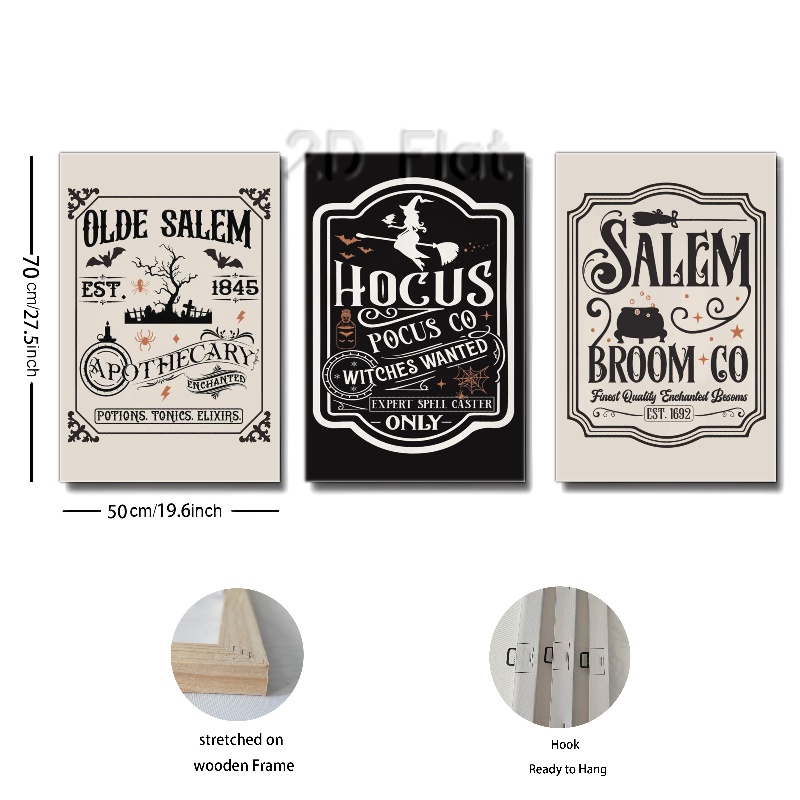 2D Flat
70cm/27.5inch
50cm/19.6inch
OLDE SALEM
EST. 1845
APOTHECARY
ENCHANTED
POTIONS. TONICS. ELIXIRS.
HOCUS
POCUS CO
WITCHES WANTED
EXPERT SPELL CASTER
ONLY
SALEM
BROOM CO
Finest Quality Enchanted Besoms
EST. 1692
stretched on
wooden Frame
Hook
Ready to Hang